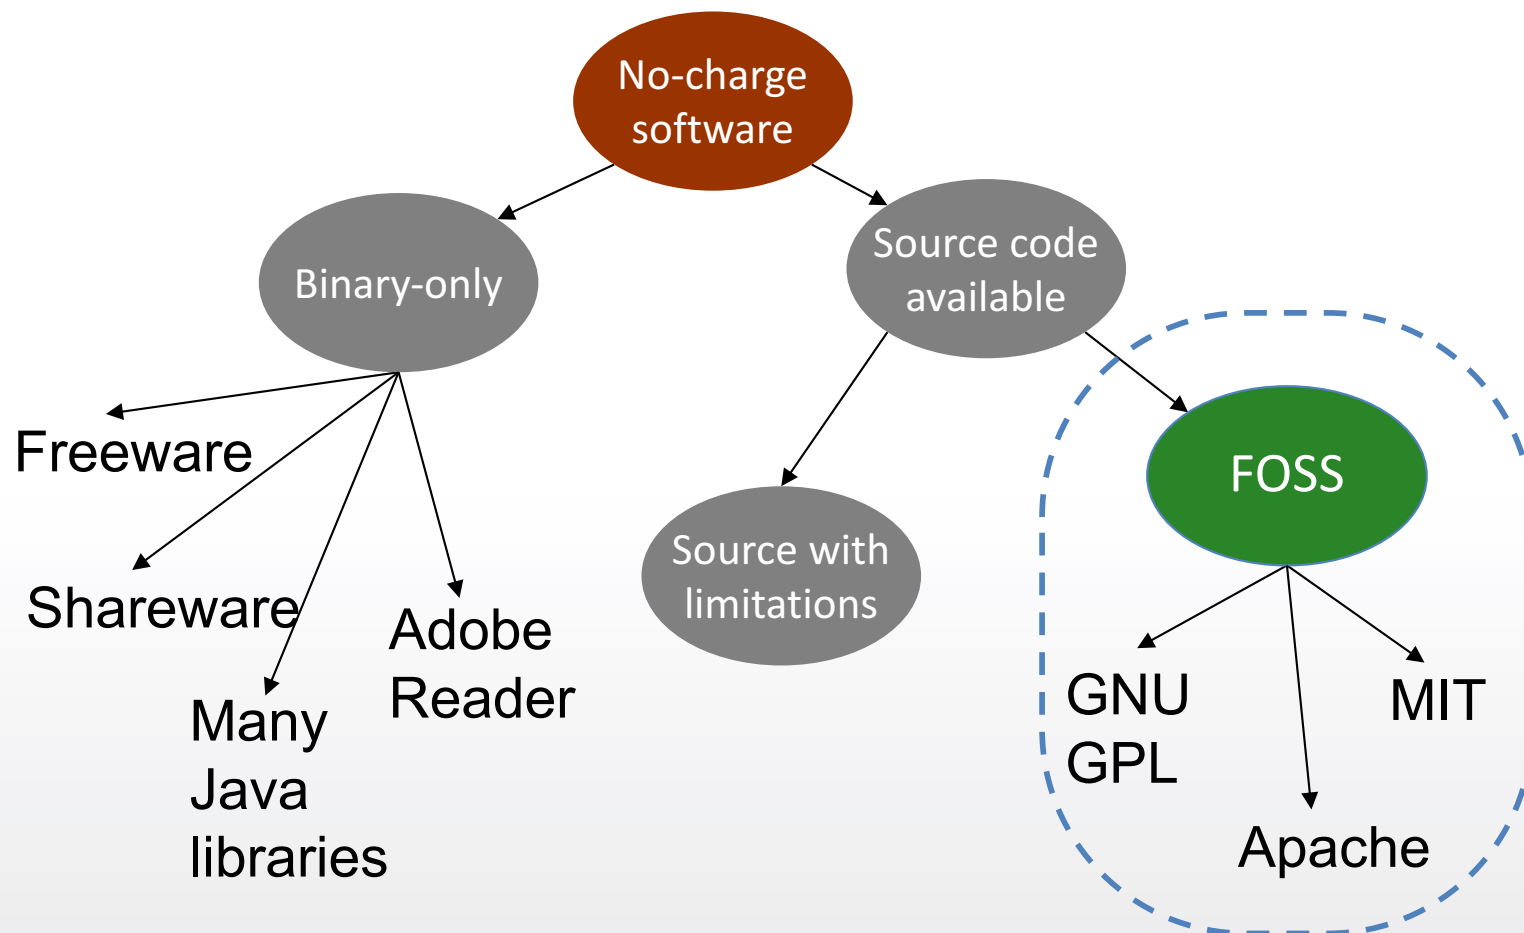 No-charge
software
Binary-only
Source code
available
Freeware
Shareware
Many
Java
libraries
Adobe
Reader
Source with
limitations
FOSS
GNU
GPL
Apache
MIT